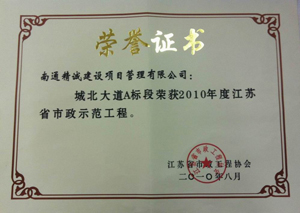 荣誉证书
南通精诚建设项目管理有限公司：
城北大道A标段荣获2010年度江苏
省市政示范工程。
江苏省市政工程协会
二〇一〇年八月